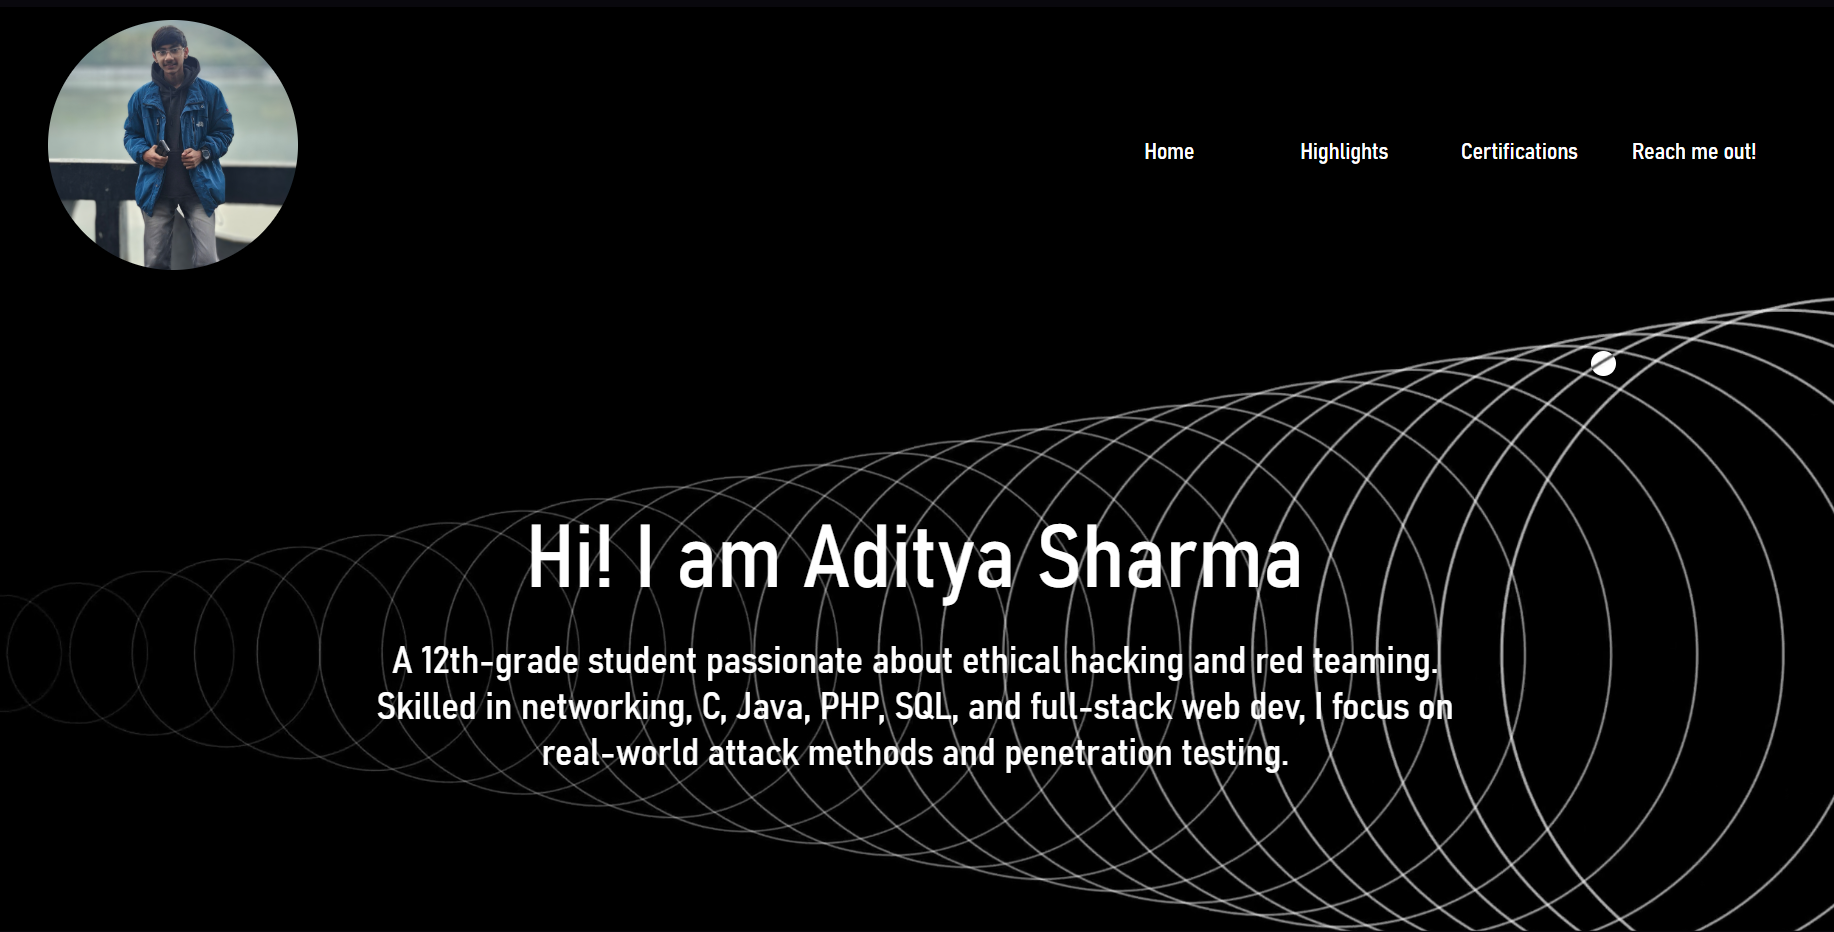 Home Highlights Certifications Reach me out!
Hi! I am Aditya Sharma
A 12th-grade student passionate about ethical hacking and red teaming.
Skilled in networking, C, Java, PHP, SQL, and full-stack web dev, I focus on
real-world attack methods and penetration testing.